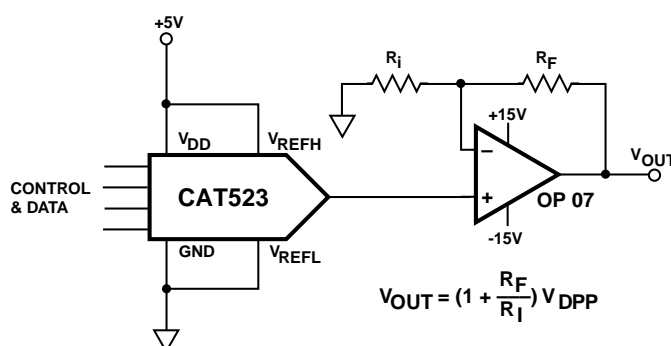 +5V
Ri
RF
+15V
VDD
VREFH
VOUT
–
CONTROL
& DATA
CAT523
+
OP 07
GND
VREFL
-15V
VOUT = (1 + RF/RI) VDPP